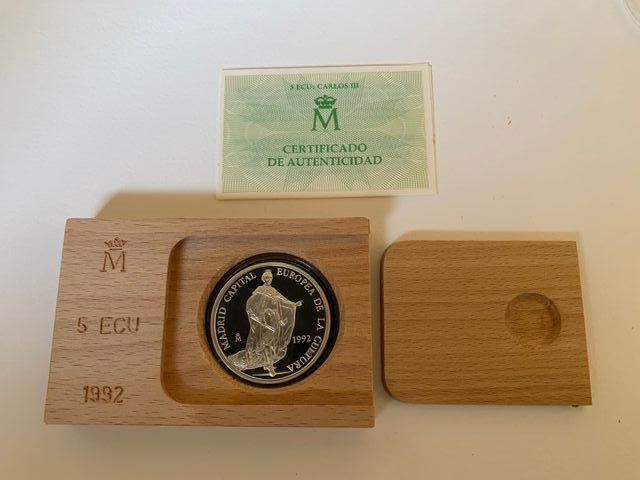 5 ECU: CARLOS III
M
CERTIFICADO
DE AUTENTICIDAD
M
5 ECU
1992
MADRID CAPITAL EUROPEA DE LA CULTURA
M
1992